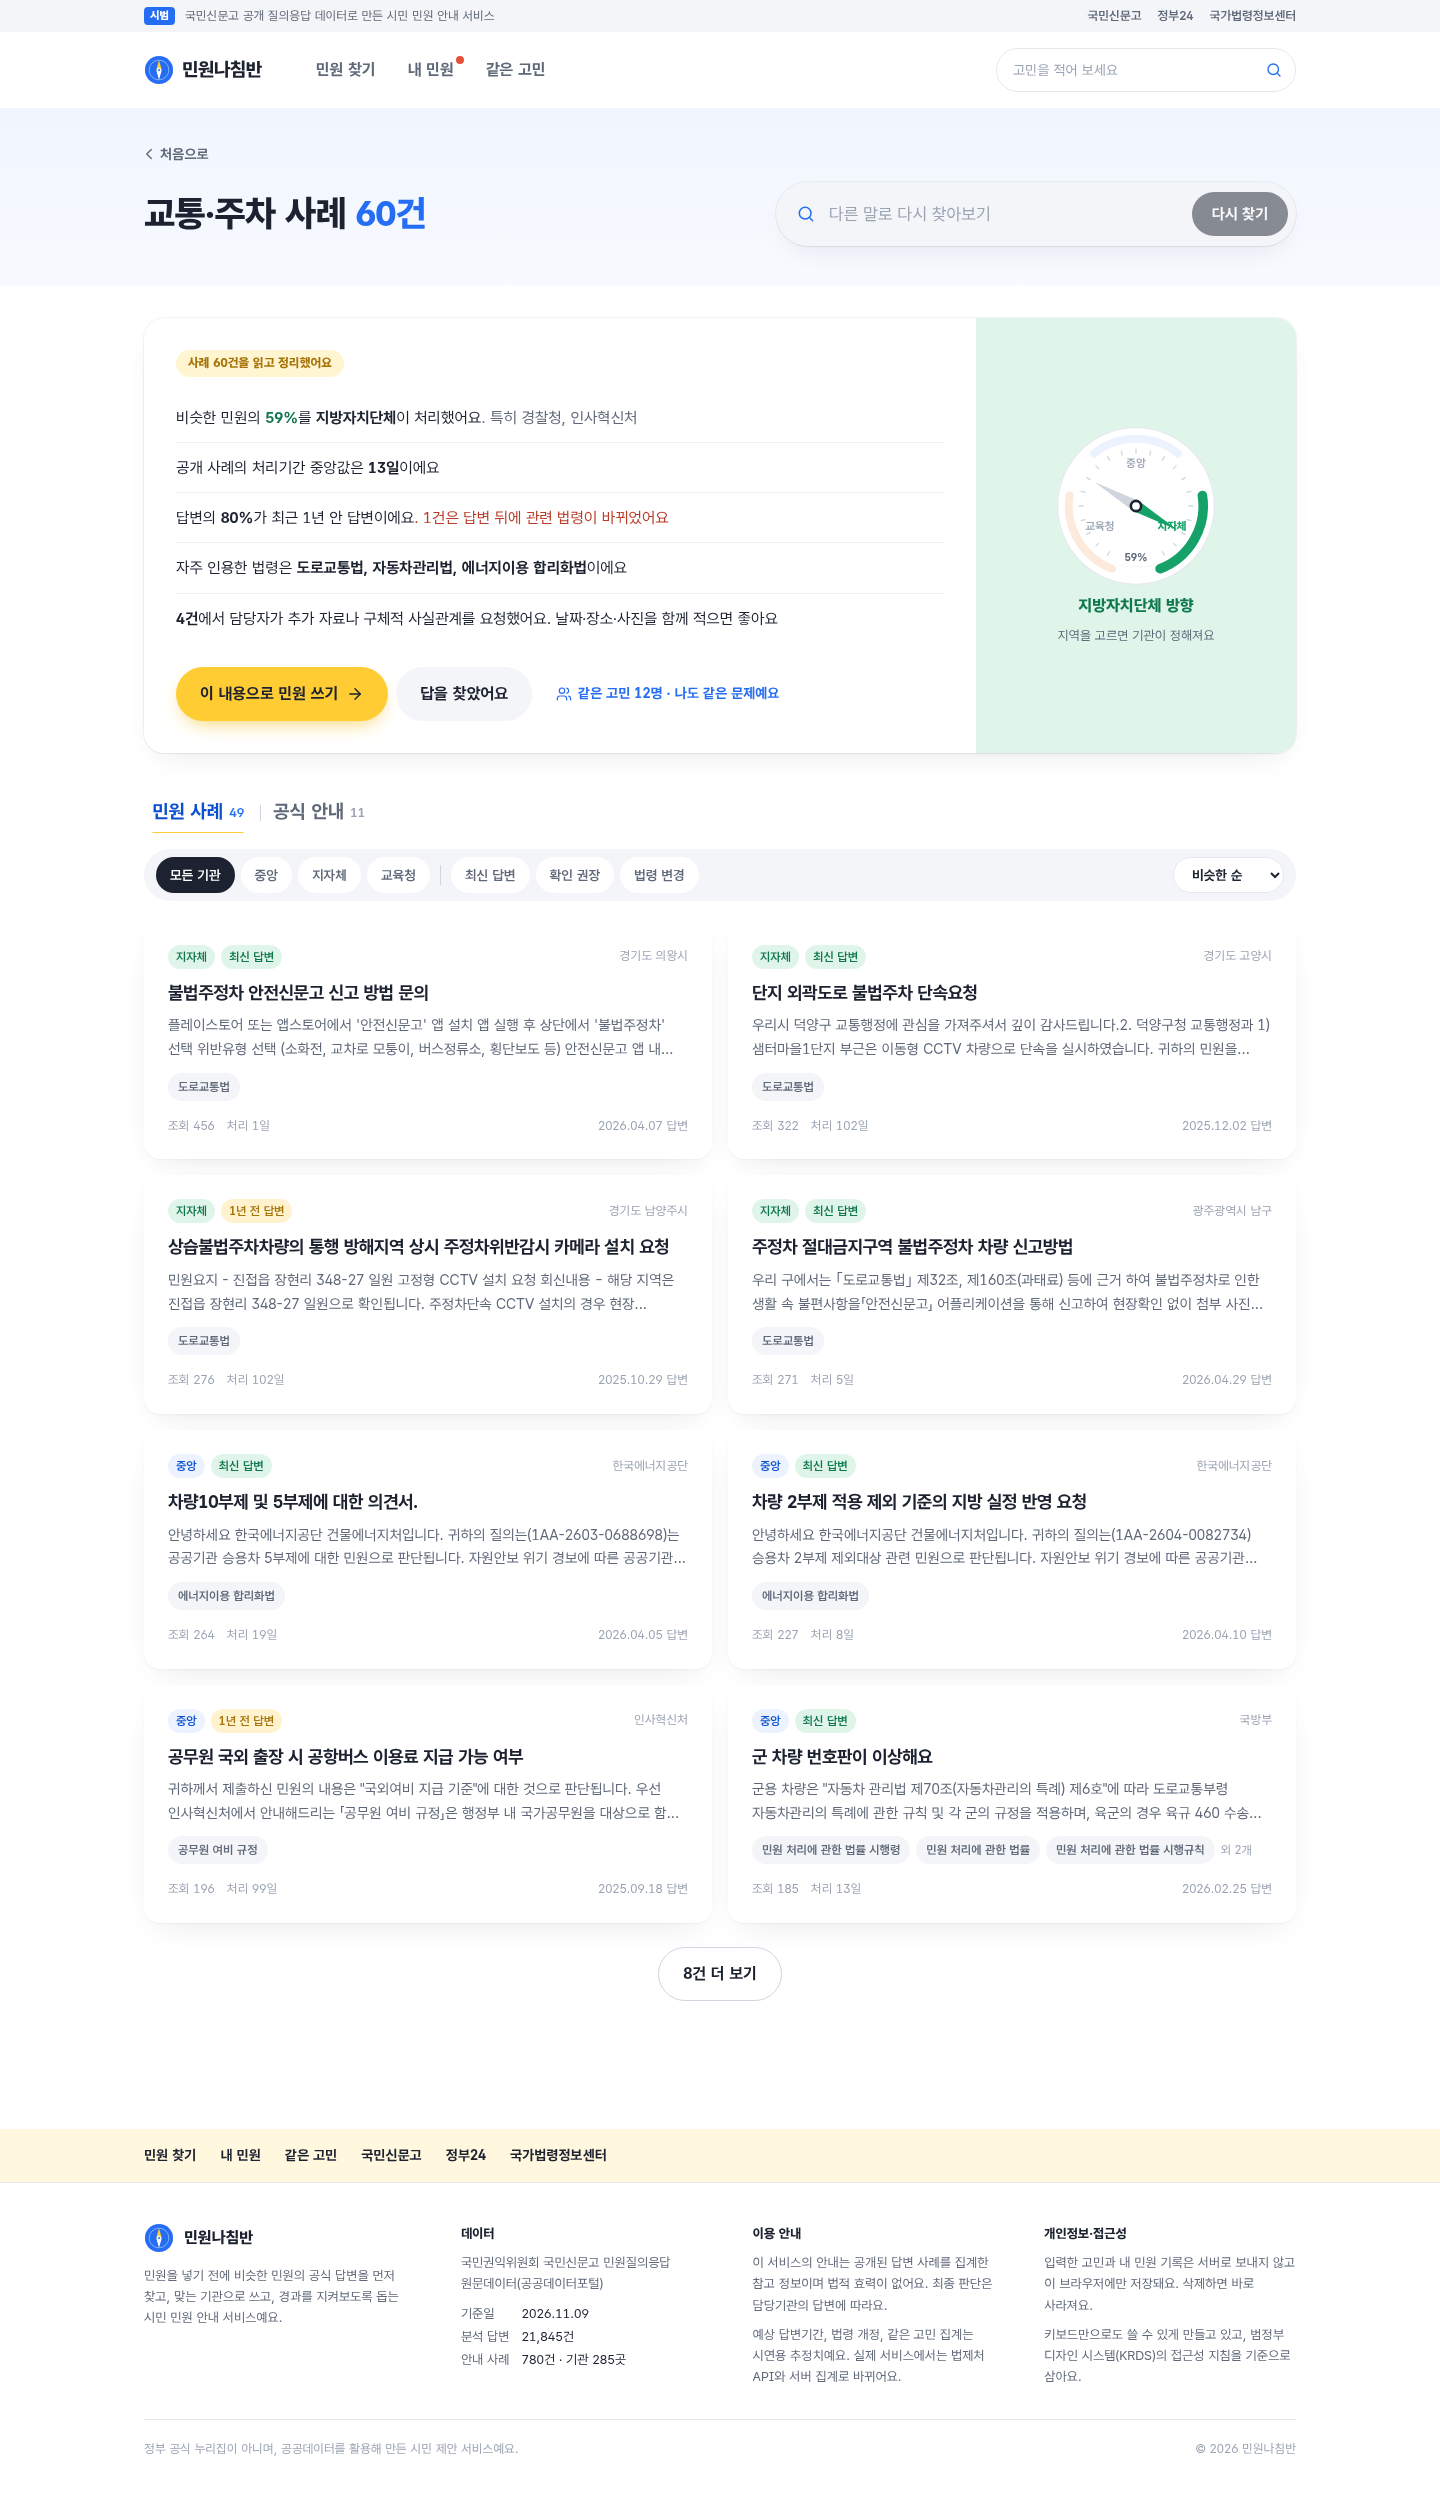 시범 국민신문고 공개 질의응답 데이터로 만든 시민 민원 안내 서비스
국민신문고 정부24 국가법령정보센터
민원나침반
민원 찾기 내 민원 같은 고민
고민을 적어 보세요
처음으로
교통·주차 사례 60건
다른 말로 다시 찾아보기
다시 찾기
사례 60건을 읽고 정리했어요
비슷한 민원의 59%를 지방자치단체이 처리했어요. 특히 경찰청, 인사혁신처
공개 사례의 처리기간 중앙값은 13일이에요
답변의 80%가 최근 1년 안 답변이에요. 1건은 답변 뒤에 관련 법령이 바뀌었어요
자주 인용한 법령은 도로교통법, 자동차관리법, 에너지이용 합리화법이에요
4건에서 담당자가 추가 자료나 구체적 사실관계를 요청했어요. 날짜·장소·사진을 함께 적으면 좋아요
이 내용으로 민원 쓰기
답을 찾았어요
같은 고민 12명 · 나도 같은 문제예요
중앙
교육청
지자체
59%
지방자치단체 방향
지역을 고르면 기관이 정해져요
민원 사례 49
공식 안내 11
모든 기관 중앙 지자체 교육청 최신 답변 확인 권장 법령 변경
비슷한 순
지자체 최신 답변 경기도 의왕시
불법주정차 안전신문고 신고 방법 문의
플레이스토어 또는 앱스토어에서 '안전신문고' 앱 설치 앱 실행 후 상단에서 '불법주정차'
선택 위반유형 선택 (소화전, 교차로 모퉁이, 버스정류소, 횡단보도 등) 안전신문고 앱 내...
도로교통법
조회 456 처리 1일 2026.04.07 답변
지자체 최신 답변 경기도 고양시
단지 외곽도로 불법주차 단속요청
우리시 덕양구 교통행정에 관심을 가져주셔서 깊이 감사드립니다.2. 덕양구청 교통행정과 1)
샘터마을1단지 부근은 이동형 CCTV 차량으로 단속을 실시하였습니다. 귀하의 민원을...
도로교통법
조회 322 처리 102일 2025.12.02 답변
지자체 1년 전 답변 경기도 남양주시
상습불법주차차량의 통행 방해지역 상시 주정차위반감시 카메라 설치 요청
민원요지 - 진접읍 장현리 348-27 일원 고정형 CCTV 설치 요청 회신내용 - 해당 지역은
진접읍 장현리 348-27 일원으로 확인됩니다. 주정차단속 CCTV 설치의 경우 현장...
도로교통법
조회 276 처리 102일 2025.10.29 답변
지자체 최신 답변 광주광역시 남구
주정차 절대금지구역 불법주정차 차량 신고방법
우리 구에서는 「도로교통법」 제32조, 제160조(과태료) 등에 근거 하여 불법주정차로 인한
생활 속 불편사항을「안전신문고」 어플리케이션을 통해 신고하여 현장확인 없이 첨부 사진...
도로교통법
조회 271 처리 5일 2026.04.29 답변
중앙 최신 답변 한국에너지공단
차량10부제 및 5부제에 대한 의견서.
안녕하세요 한국에너지공단 건물에너지처입니다. 귀하의 질의는(1AA-2603-0688698)는
공공기관 승용차 5부제에 대한 민원으로 판단됩니다. 자원안보 위기 경보에 따른 공공기관...
에너지이용 합리화법
조회 264 처리 19일 2026.04.05 답변
중앙 최신 답변 한국에너지공단
차량 2부제 적용 제외 기준의 지방 실정 반영 요청
안녕하세요 한국에너지공단 건물에너지처입니다. 귀하의 질의는(1AA-2604-0082734)
승용차 2부제 제외대상 관련 민원으로 판단됩니다. 자원안보 위기 경보에 따른 공공기관...
에너지이용 합리화법
조회 227 처리 8일 2026.04.10 답변
중앙 1년 전 답변 인사혁신처
공무원 국외 출장 시 공항버스 이용료 지급 가능 여부
귀하께서 제출하신 민원의 내용은 "국외여비 지급 기준"에 대한 것으로 판단됩니다. 우선
인사혁신처에서 안내해드리는 「공무원 여비 규정」은 행정부 내 국가공무원을 대상으로 함...
공무원 여비 규정
조회 196 처리 99일 2025.09.18 답변
중앙 최신 답변 국방부
군 차량 번호판이 이상해요
군용 차량은 "자동차 관리법 제70조(자동차관리의 특례) 제6호"에 따라 도로교통부령
자동차관리의 특례에 관한 규칙 및 각 군의 규정을 적용하며, 육군의 경우 육규 460 수송...
민원 처리에 관한 법률 시행령 민원 처리에 관한 법률 민원 처리에 관한 법률 시행규칙 외 2개
조회 185 처리 13일 2026.02.25 답변
8건 더 보기
민원 찾기 내 민원 같은 고민 국민신문고 정부24 국가법령정보센터
민원나침반
민원을 넣기 전에 비슷한 민원의 공식 답변을 먼저
찾고, 맞는 기관으로 쓰고, 경과를 지켜보도록 돕는
시민 민원 안내 서비스예요.
데이터
국민권익위원회 국민신문고 민원질의응답
원문데이터(공공데이터포털)
기준일 2026.11.09
분석 답변 21,845건
안내 사례 780건 · 기관 285곳
이용 안내
이 서비스의 안내는 공개된 답변 사례를 집계한
참고 정보이며 법적 효력이 없어요. 최종 판단은
담당기관의 답변에 따라요.
예상 답변기간, 법령 개정, 같은 고민 집계는
시연용 추정치예요. 실제 서비스에서는 법제처
API와 서버 집계로 바뀌어요.
개인정보·접근성
입력한 고민과 내 민원 기록은 서버로 보내지 않고
이 브라우저에만 저장돼요. 삭제하면 바로
사라져요.
키보드만으로도 쓸 수 있게 만들고 있고, 범정부
디자인 시스템(KRDS)의 접근성 지침을 기준으로
삼아요.
정부 공식 누리집이 아니며, 공공데이터를 활용해 만든 시민 제안 서비스예요.
© 2026 민원나침반